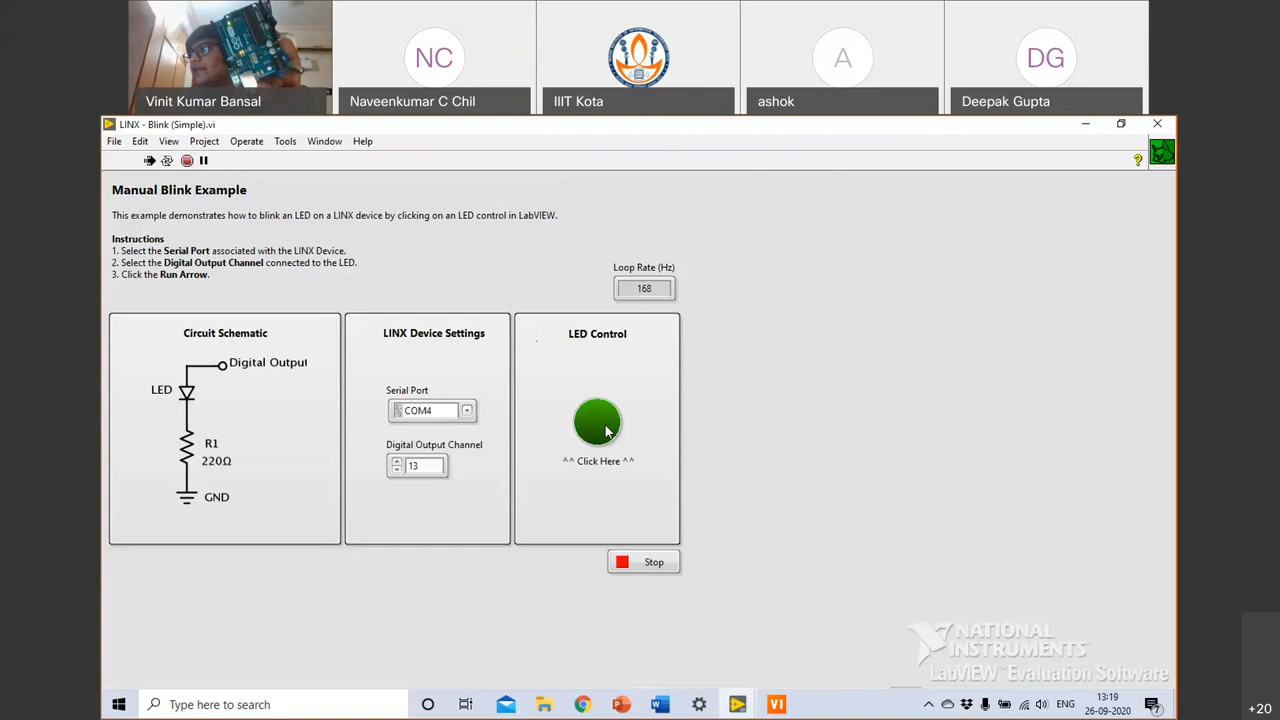 NC
A
DG
Vinit Kumar Bansal
Naveenkumar C Chil
IIIT Kota
ashok
Deepak Gupta
LINX - Blink (Simple).vi
File Edit View Project Operate Tools Window Help
Manual Blink Example
This example demonstrates how to blink an LED on a LINX device by clicking on an LED control in LabVIEW.
Instructions
1. Select the Serial Port associated with the LINX Device.
2. Select the Digital Output Channel connected to the LED.
3. Click the Run Arrow.
Loop Rate (Hz)
168
Circuit Schematic
Digital Output
LED
R1
220Ω
GND
LINX Device Settings
Serial Port
COM4
Digital Output Channel
13
LED Control
^^ Click Here ^^
Stop
NATIONAL
INSTRUMENTS
LabVIEW Evaluation Software
Type here to search
VI
ENG
13:19
26-09-2020
7
+20